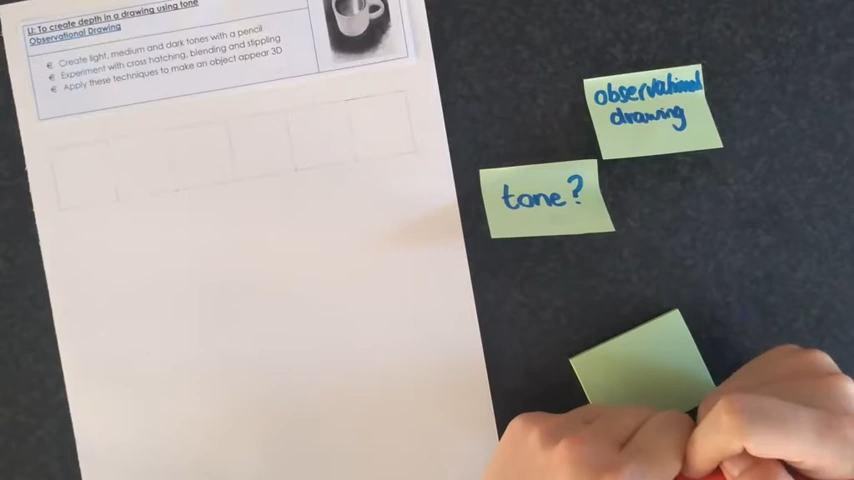 LI: To create depth in a drawing using tone
Observational Drawing
€ Create light, medium and dark tones with a pencil
€ Experiment with cross hatching, blending and stippling
€ Apply these techniques to make an object appear 3D
observational
drawing
tone?